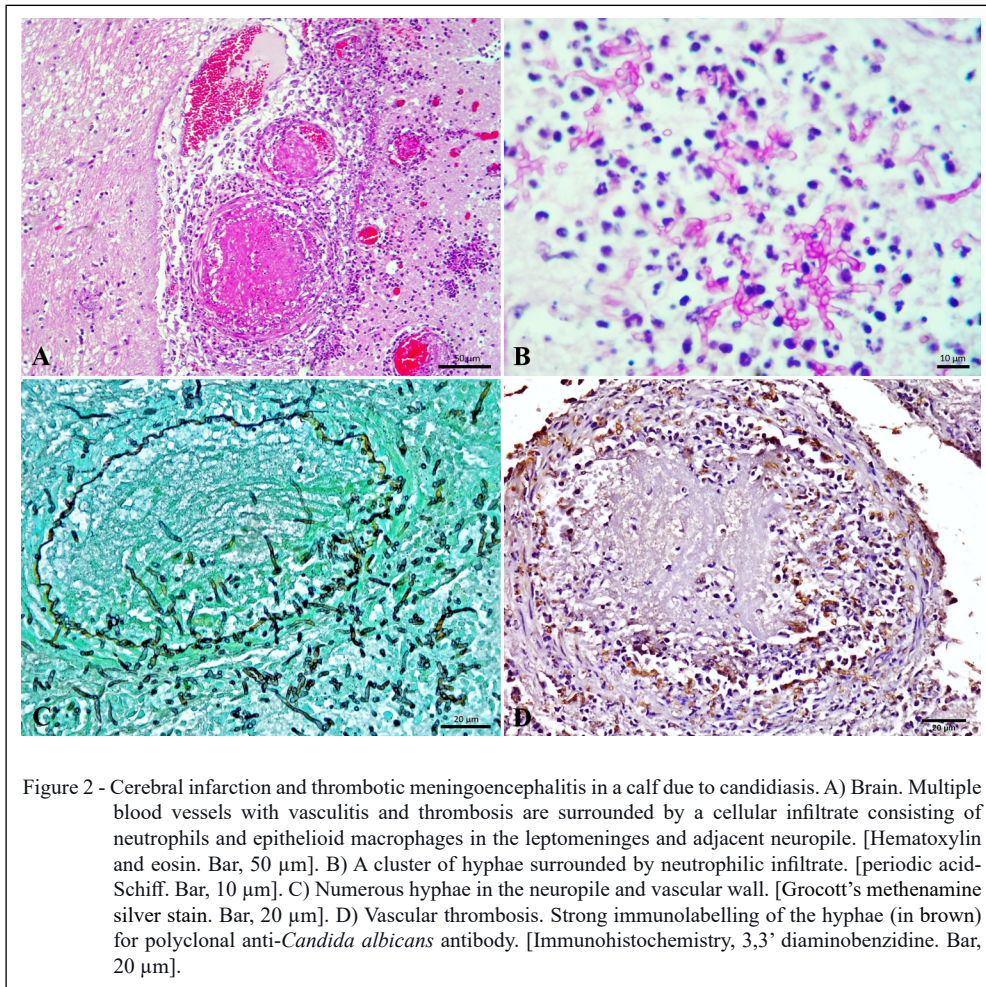 A
50 µm
B
10 µm
C
20 µm
D
20 µm
Figure 2 - Cerebral infarction and thrombotic meningoencephalitis in a calf due to candidiasis. A) Brain. Multiple
blood vessels with vasculitis and thrombosis are surrounded by a cellular infiltrate consisting of
neutrophils and epithelioid macrophages in the leptomeninges and adjacent neuropile. [Hematoxylin
and eosin. Bar, 50 µm]. B) A cluster of hyphae surrounded by neutrophilic infiltrate. [periodic acid-
Schiff. Bar, 10 µm]. C) Numerous hyphae in the neuropile and vascular wall. [Grocott’s methenamine
silver stain. Bar, 20 µm]. D) Vascular thrombosis. Strong immunolabelling of the hyphae (in brown)
for polyclonal anti-Candida albicans antibody. [Immunohistochemistry, 3,3’ diaminobenzidine. Bar,
20 µm].